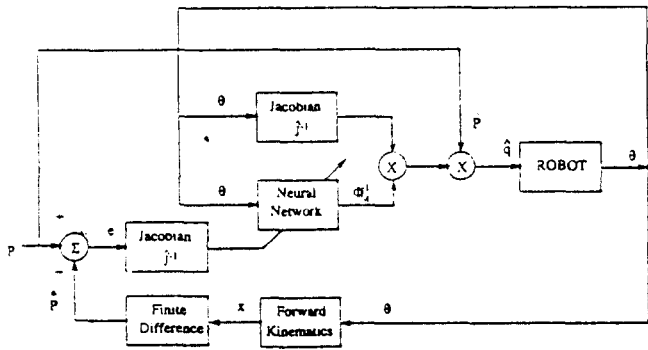 θ
Jacobian
Ĵ-1
Ṗ
X
X
q̂
ROBOT
θ
θ
Neural
Network
+
P
Σ
e
Jacobian
Ĵ-1
−
P̂
Finite
Difference
x
Forward
Kinematics
θ